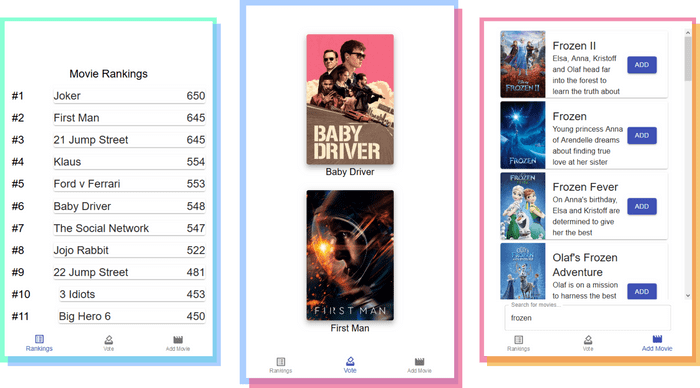 Movie Rankings
#1 Joker 650
#2 First Man 645
#3 21 Jump Street 645
#4 Klaus 554
#5 Ford v Ferrari 553
#6 Baby Driver 548
#7 The Social Network 547
#8 Jojo Rabbit 522
#9 22 Jump Street 481
#10 3 Idiots 453
#11 Big Hero 6 450
Rankings Vote Add Movie
BABY
DRIVER
Baby Driver
FIRST MAN
First Man
Rankings Vote Add Movie
FROZEN II
Frozen II
Elsa, Anna, Kristoff
and Olaf head far
into the forest to
learn the truth about
ADD
FROZEN
Frozen
Young princess Anna
of Arendelle dreams
about finding true
love at her sister
ADD
FROZEN
Frozen Fever
On Anna's birthday,
Elsa and Kristoff are
determined to give
her the best
ADD
FROZEN
Olaf's Frozen
Adventure
Olaf is on a mission
to harness the best
ADD
Search for movies...
frozen
Rankings Vote Add Movie